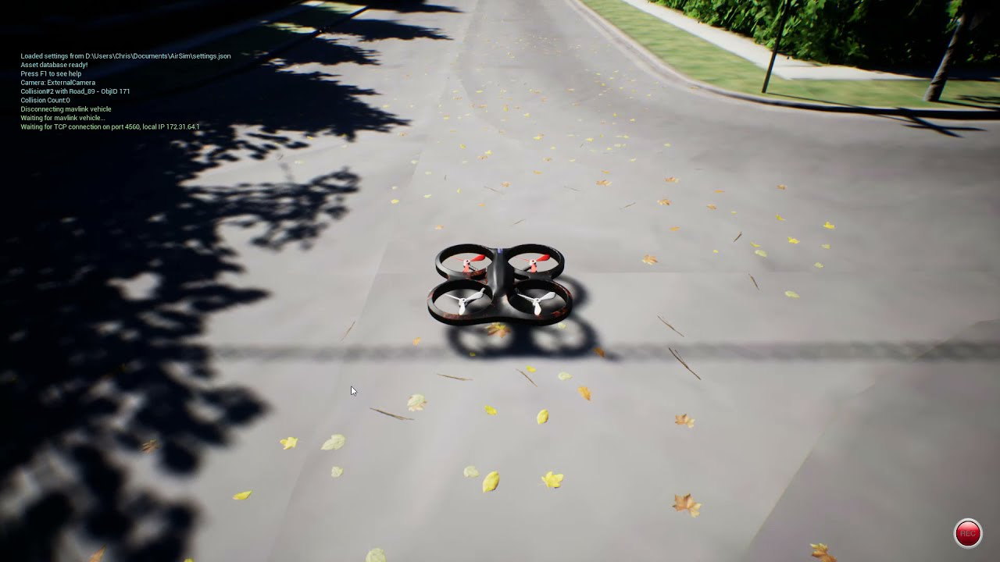 Loaded settings from D:\Users\Chris\Documents\AirSim\settings.json
Asset database ready!
Press F1 to see help
Camera: ExternalCamera
Collision#2 with Road_89 - ObjID 171
Collision Count:0
Disconnecting mavlink vehicle
Waiting for mavlink vehicle...
Waiting for TCP connection on port 4560, local IP 172.31.64.1
REC